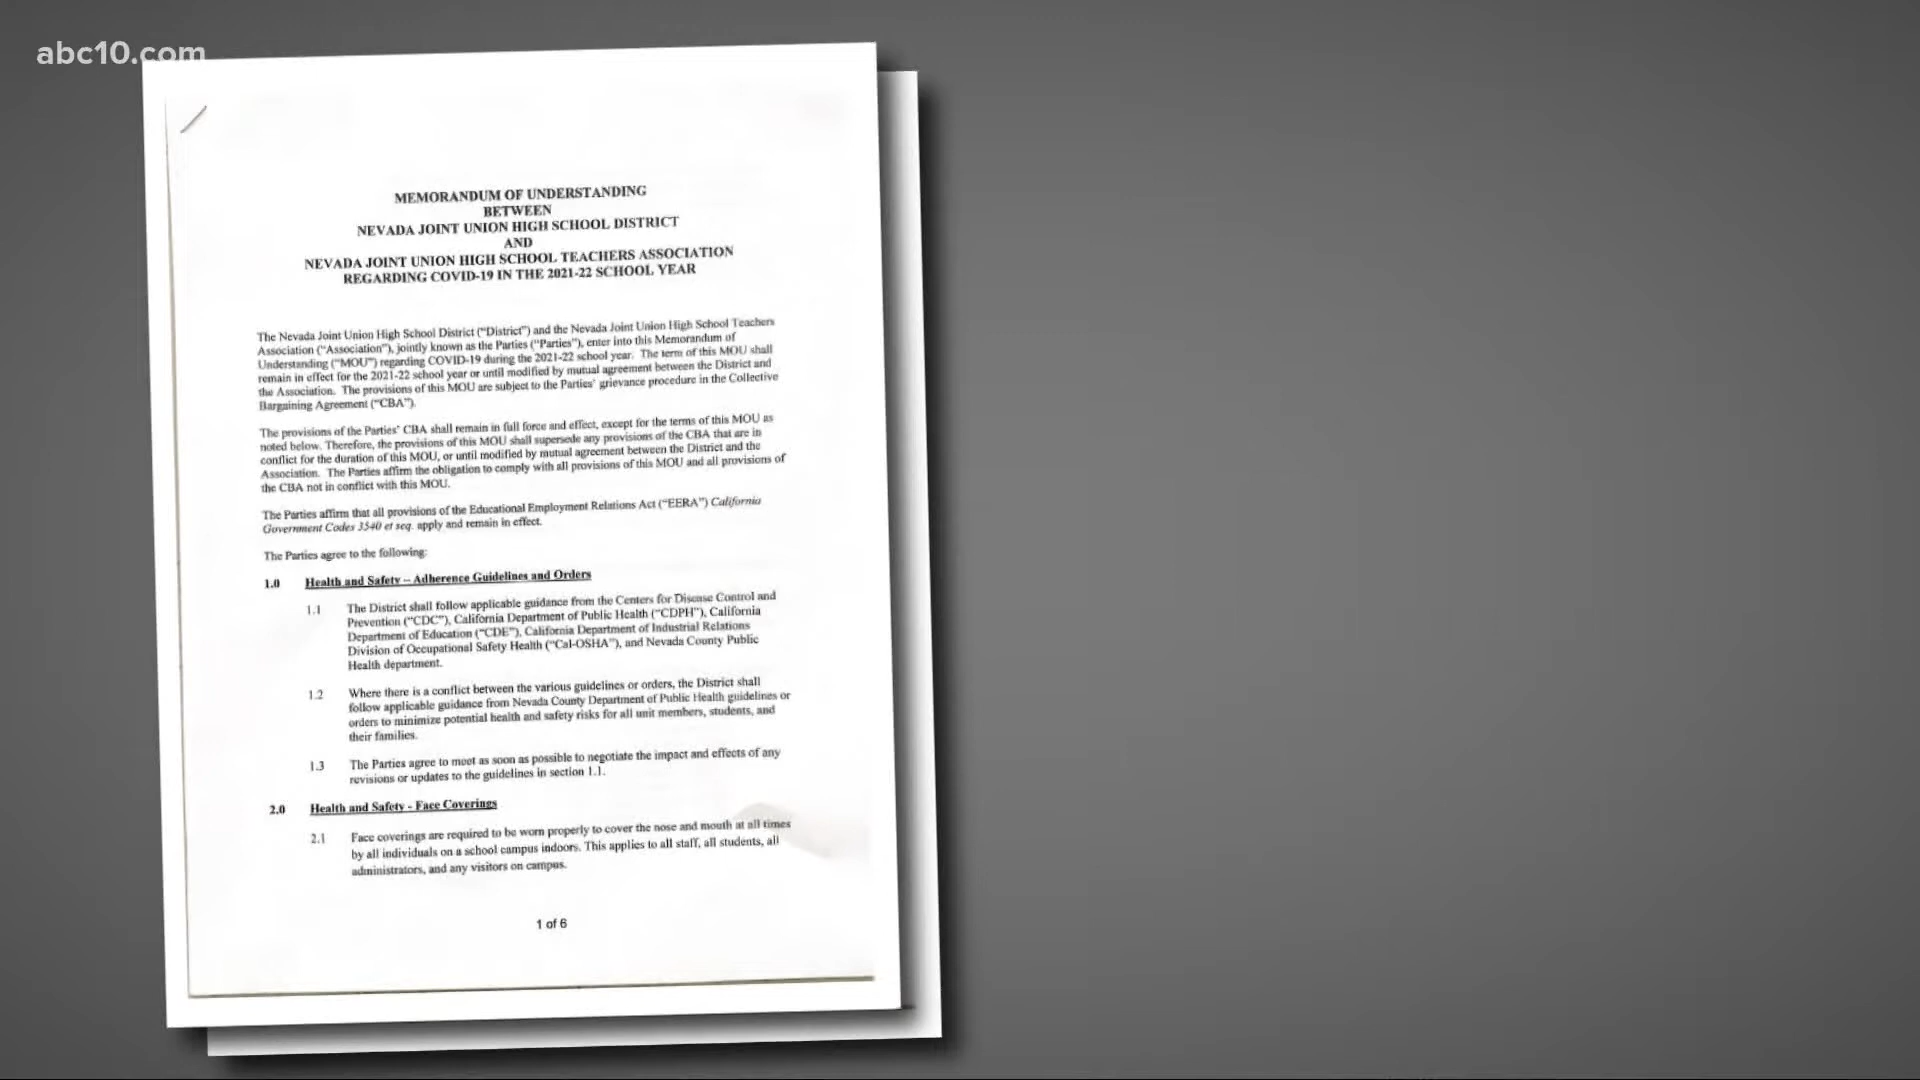 abc10.com
MEMORANDUM OF UNDERSTANDING
BETWEEN
NEVADA JOINT UNION HIGH SCHOOL DISTRICT
AND
NEVADA JOINT UNION HIGH SCHOOL TEACHERS ASSOCIATION
REGARDING COVID-19 IN THE 2021-22 SCHOOL YEAR
The Nevada Joint Union High School District (“District”) and the Nevada Joint Union High School Teachers
Association (“Association”), jointly known as the Parties (“Parties”), enter into this Memorandum of
Understanding (“MOU”) regarding COVID-19 during the 2021-22 school year. The term of this MOU shall
remain in effect for the 2021-22 school year or until modified by mutual agreement between the District and
the Association. The provisions of this MOU are subject to the Parties’ grievance procedure in the Collective
Bargaining Agreement (“CBA”).
The provisions of the Parties’ CBA shall remain in full force and effect, except for the terms of this MOU as
noted below. Therefore, the provisions of this MOU shall supersede any provisions of the CBA that are in
conflict for the duration of this MOU, or until modified by mutual agreement between the District and the
Association. The Parties affirm the obligation to comply with all provisions of this MOU and all provisions of
the CBA not in conflict with this MOU.
The Parties affirm that all provisions of the Educational Employment Relations Act (“EERA”) California
Government Codes 3540 et seq. apply and remain in effect.
The Parties agree to the following:
1.0 Health and Safety – Adherence Guidelines and Orders
1.1 The District shall follow applicable guidance from the Centers for Disease Control and
Prevention (“CDC”), California Department of Public Health (“CDPH”), California
Department of Education (“CDE”), California Department of Industrial Relations
Division of Occupational Safety Health (“Cal-OSHA”), and Nevada County Public
Health department.
1.2 Where there is a conflict between the various guidelines or orders, the District shall
follow applicable guidance from Nevada County Department of Public Health guidelines or
orders to minimize potential health and safety risks for all unit members, students, and
their families.
1.3 The Parties agree to meet as soon as possible to negotiate the impact and effects of any
revisions or updates to the guidelines in section 1.1.
2.0 Health and Safety - Face Coverings
2.1 Face coverings are required to be worn properly to cover the nose and mouth at all times
by all individuals on a school campus indoors. This applies to all staff, all students, all
administrators, and any visitors on campus.
1 of 6